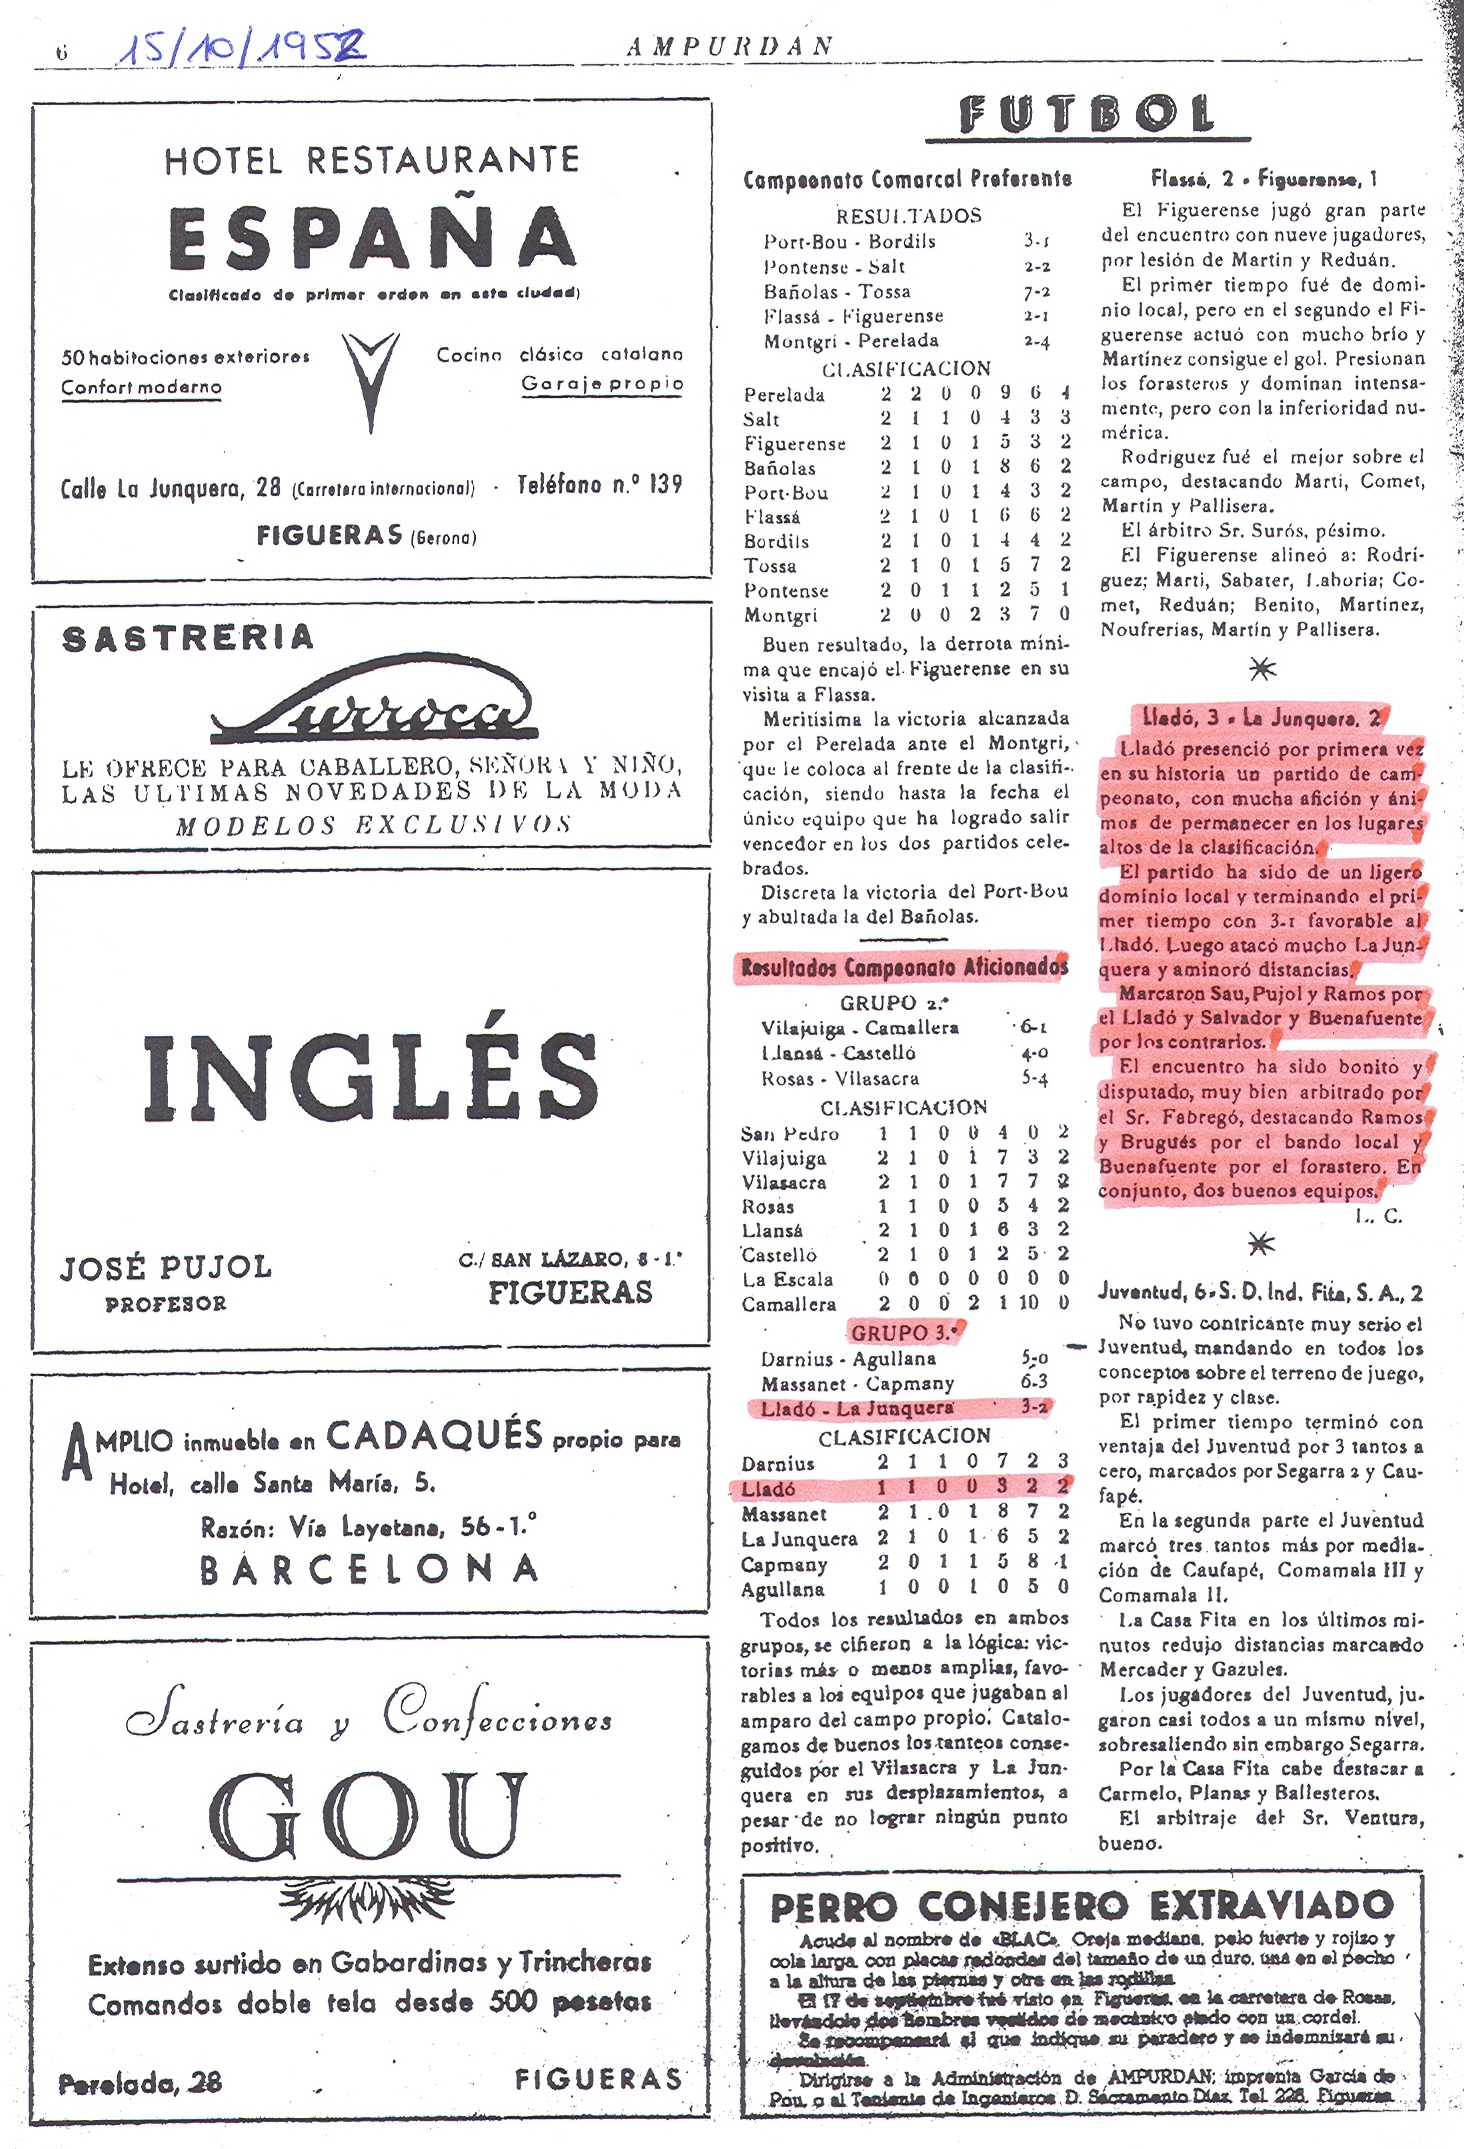 6
15/10/1952
AMPURDAN
HOTEL RESTAURANTE
ESPAÑA
Clasificado de primer orden en esta ciudad)
50 habitaciones exteriores
Confort moderno
Cocina clásica catalana
Garaje propio
Calle La Junquera, 28 (Carretera internacional) - Teléfono n.º 139
FIGUERAS (Gerona)
SASTRERIA
Surroca
LE OFRECE PARA CABALLERO, SEÑORA Y NIÑO,
LAS ULTIMAS NOVEDADES DE LA MODA
MODELOS EXCLUSIVOS
INGLÉS
JOSÉ PUJOL
PROFESOR
C./ SAN LÁZARO, 8 - 1.º
FIGUERAS
AMPLIO inmueble en CADAQUÉS propio para
Hotel, calle Santa María, 5.
Razón: Vía Layetana, 56 - 1.º
BARCELONA
Sastrería y Confecciones
GOU
Extenso surtido en Gabardinas y Trincheras
Comandos doble tela desde 500 pesetas
Perelada, 28
FIGUERAS
FUTBOL
Campeonato Comarcal Preferente
RESULTADOS
Port-Bou - Bordils 3-1
Pontense - Salt 2-2
Bañolas - Tossa 7-2
Flassá - Figuerense 2-1
Montgri - Perelada 2-4
CLASIFICACION
Perelada 2 2 0 0 9 6 4
Salt 2 1 1 0 4 3 3
Figuerense 2 1 0 1 5 3 2
Bañolas 2 1 0 1 8 6 2
Port-Bou 2 1 0 1 4 3 2
Flassá 2 1 0 1 6 6 2
Bordils 2 1 0 1 4 4 2
Tossa 2 1 0 1 5 7 2
Pontense 2 0 1 1 2 5 1
Montgri 2 0 0 2 3 7 0
Buen resultado, la derrota míni-
ma que encajó el Figuerense en su
visita a Flassa.
Meritísima la victoria alcanzada
por el Perelada ante el Montgri,
que le coloca al frente de la clasifi-
cación, siendo hasta la fecha el
único equipo que ha logrado salir
vencedor en los dos partidos cele-
brados.
Discreta la victoria del Port-Bou
y abultada la del Bañolas.
Resultados Campeonato Aficionados
GRUPO 2.º
Vilajuiga - Camallera 6-1
Llansá - Castelló 4-0
Rosas - Vilasacra 5-4
CLASIFICACION
San Pedro 1 1 0 0 4 0 2
Vilajuiga 2 1 0 1 7 3 2
Vilasacra 2 1 0 1 7 7 2
Rosas 1 1 0 0 5 4 2
Llansá 2 1 0 1 6 3 2
Castelló 2 1 0 1 2 5 2
La Escala 0 0 0 0 0 0 0
Camallera 2 0 0 2 1 10 0
GRUPO 3.º
Darnius - Agullana 5-0
Massanet - Capmany 6-3
Lladó - La Junquera 3-2
CLASIFICACION
Darnius 2 1 1 0 7 2 3
Lladó 1 1 0 0 3 2 2
Massanet 2 1 0 1 8 7 2
La Junquera 2 1 0 1 6 5 2
Capmany 2 0 1 1 5 8 1
Agullana 1 0 0 1 0 5 0
Todos los resultados en ambos
grupos, se ciñeron a la lógica: vic-
torias más o menos amplias, favo-
rables a los equipos que jugaban al
amparo del campo propio. Catalo-
gamos de buenos los tanteos conse-
guidos por el Vilasacra y La Jun-
quera en sus desplazamientos, a
pesar de no lograr ningún punto
positivo.
Flassá, 2 - Figuerense, 1
El Figuerense jugó gran parte
del encuentro con nueve jugadores,
por lesión de Martin y Reduán.
El primer tiempo fué de domi-
nio local, pero en el segundo el Fi-
guerense actuó con mucho brío y
Martínez consigue el gol. Presionan
los forasteros y dominan intensa-
mente, pero con la inferioridad nu-
mérica.
Rodriguez fué el mejor sobre el
campo, destacando Marti, Comet,
Martin y Pallisera.
El árbitro Sr. Surós, pésimo.
El Figuerense alineó a: Rodrí-
guez; Marti, Sabater, Laboria; Co-
met, Reduán; Benito, Martinez,
Noufrerias, Martín y Pallisera.
Lladó, 3 - La Junquera, 2
Lladó presenció por primera vez
en su historia un partido de cam-
peonato, con mucha afición y áni-
mos de permanecer en los lugares
altos de la clasificación.
El partido ha sido de un ligero
dominio local y terminando el pri-
mer tiempo con 3-1 favorable al
Lladó. Luego atacó mucho La Jun-
quera y aminoró distancias.
Marcaron Sau, Pujol y Ramos por
el Lladó y Salvador y Buenafuente
por los contrarios.
El encuentro ha sido bonito y
disputado, muy bien arbitrado por
el Sr. Fabregó, destacando Ramos
y Brugués por el bando local y
Buenafuente por el forastero. En
conjunto, dos buenos equipos.
L. C.
Juventud, 6 - S. D. Ind. Fita, S. A., 2
No tuvo contricante muy serio el
Juventud, mandando en todos los
conceptos sobre el terreno de juego,
por rapidez y clase.
El primer tiempo terminó con
ventaja del Juventud por 3 tantos a
cero, marcados por Segarra 2 y Cau-
fapé.
En la segunda parte el Juventud
marcó tres tantos más por media-
ción de Caufapé, Comamala III y
Comamala II.
La Casa Fita en los últimos mi-
nutos redujo distancias marcando
Mercader y Gazules.
Los jugadores del Juventud, ju-
garon casi todos a un mismo nivel,
sobresaliendo sin embargo Segarra.
Por la Casa Fita cabe destacar a
Carmelo, Planas y Ballesteros.
El arbitraje del Sr. Ventura,
bueno.
PERRO CONEJERO EXTRAVIADO
Acude al nombre de «BLAC». Oreja mediana, pelo fuerte y rojizo y
cola larga, con placas redondas del tamaño de un duro, una en el pecho
a la altura de las piernas y otra en las rodillas
El 17 de septiembre fué visto en Figueras, en la carretera de Rosas,
llevándolo dos hombres vestidos de mecánico atado con un cordel.
Se recompensará al que indique su paradero y se indemnizará su
devolución.
Dirigirse a la Administración de AMPURDAN; imprenta García de
Pou, o al Teniente de Ingenieros, D. Sacramento Diaz, Tel. 226, Figueras